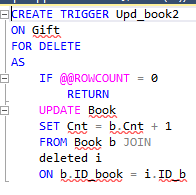 CREATE TRIGGER Upd_book2
ON Gift
FOR DELETE
AS
IF @@ROWCOUNT = 0
RETURN
UPDATE Book
SET Cnt = b.Cnt + 1
FROM Book b JOIN
deleted i
ON b.ID_book = i.ID_b